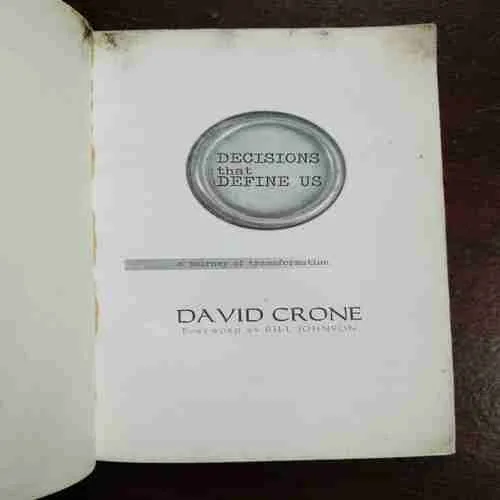 DECISIONS
that
DEFINE US
a journey of transformation
DAVID CRONE
Foreword by BILL JOHNSON